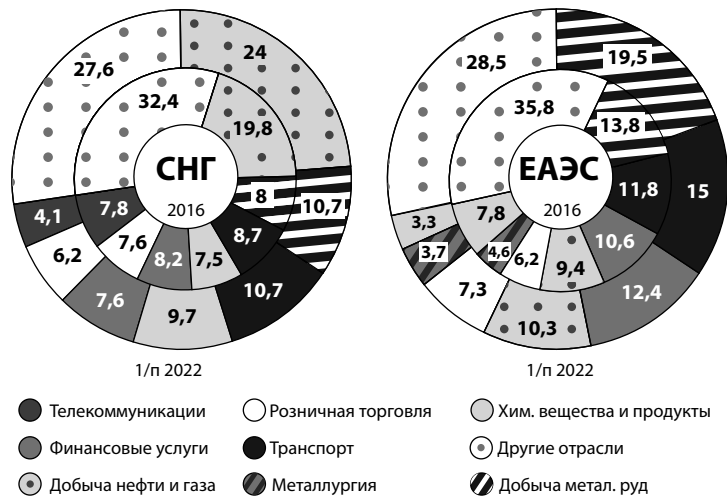 24
27,6
32,4
19,8
СНГ
2016
8
10,7
4,1
7,8
8,7
6,2
7,6
8,2
7,5
7,6
9,7
10,7
1/п 2022
28,5
19,5
35,8
13,8
ЕАЭС
2016
11,8
15
3,3
7,8
10,6
3,7
4,6
6,2
9,4
12,4
7,3
10,3
1/п 2022
Телекоммуникации
Розничная торговля
Хим. вещества и продукты
Финансовые услуги
Транспорт
Другие отрасли
Добыча нефти и газа
Металлургия
Добыча метал. руд